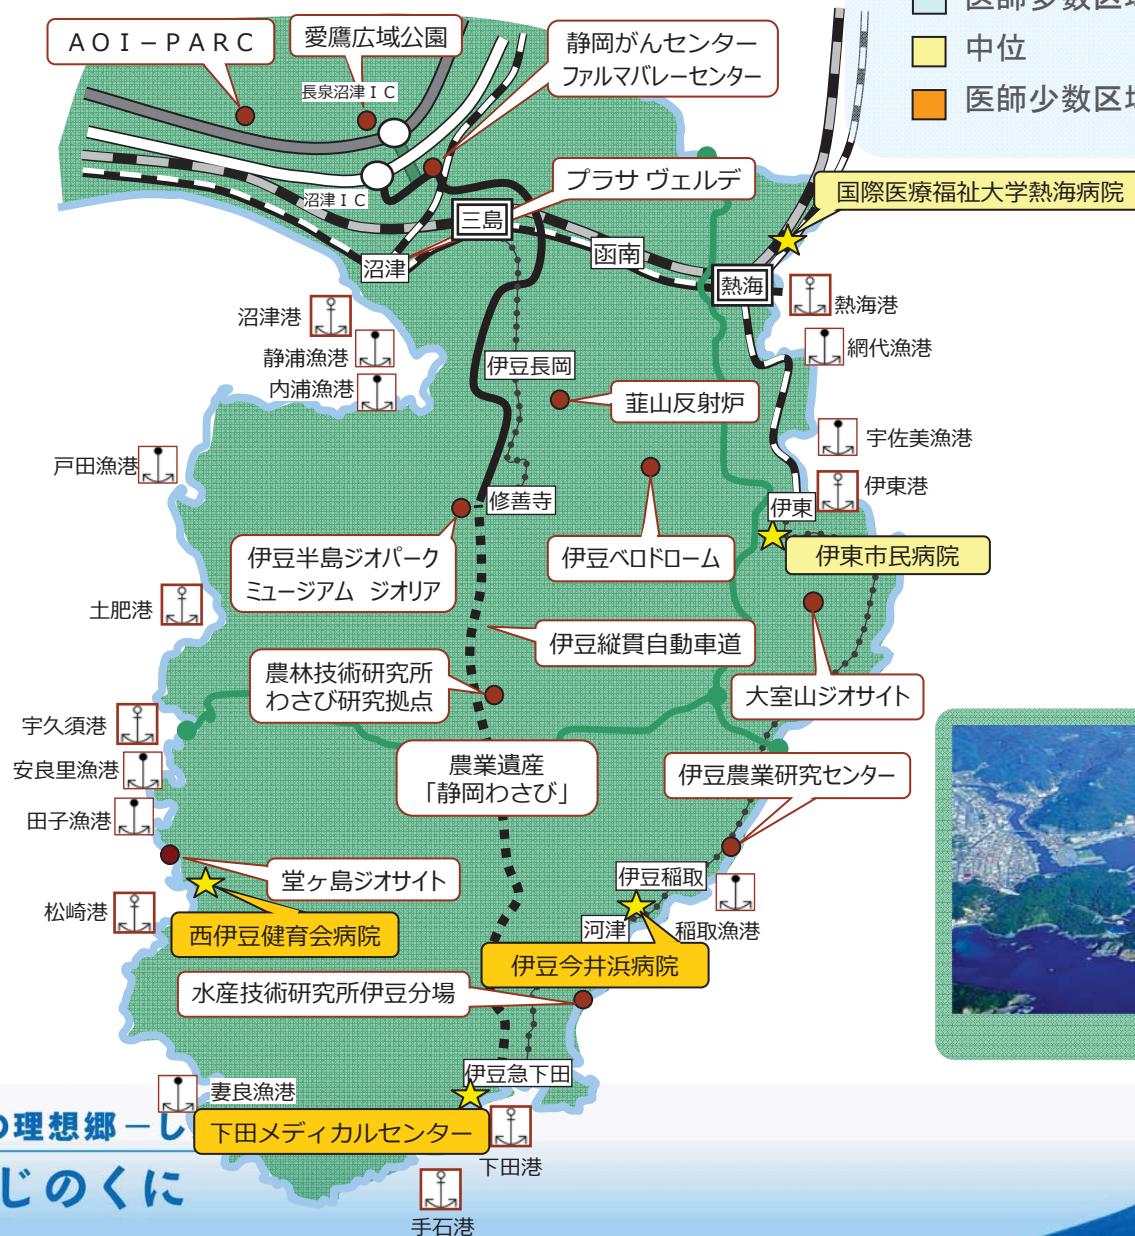 医師多数区域
中位
医師少数区域
ＡＯＩ－ＰＡＲＣ
愛鷹広域公園
静岡がんセンター
ファルマバレーセンター
長泉沼津ＩＣ
プラサ ヴェルデ
国際医療福祉大学熱海病院
沼津ＩＣ
三島
函南
沼津
熱海
熱海港
沼津港
静浦漁港
網代漁港
伊豆長岡
内浦漁港
韮山反射炉
宇佐美漁港
戸田漁港
伊東港
修善寺
伊東
伊豆半島ジオパーク
ミュージアム　ジオリア
伊豆ベロドローム
伊東市民病院
土肥港
伊豆縦貫自動車道
農林技術研究所
わさび研究拠点
大室山ジオサイト
宇久須港
農業遺産
「静岡わさび」
伊豆農業研究センター
安良里漁港
田子漁港
堂ヶ島ジオサイト
伊豆稲取
松崎港
西伊豆健育会病院
河津
稲取漁港
伊豆今井浜病院
水産技術研究所伊豆分場
伊豆急下田
妻良漁港
の理想郷－し
下田メディカルセンター
下田港
じのくに
手石港